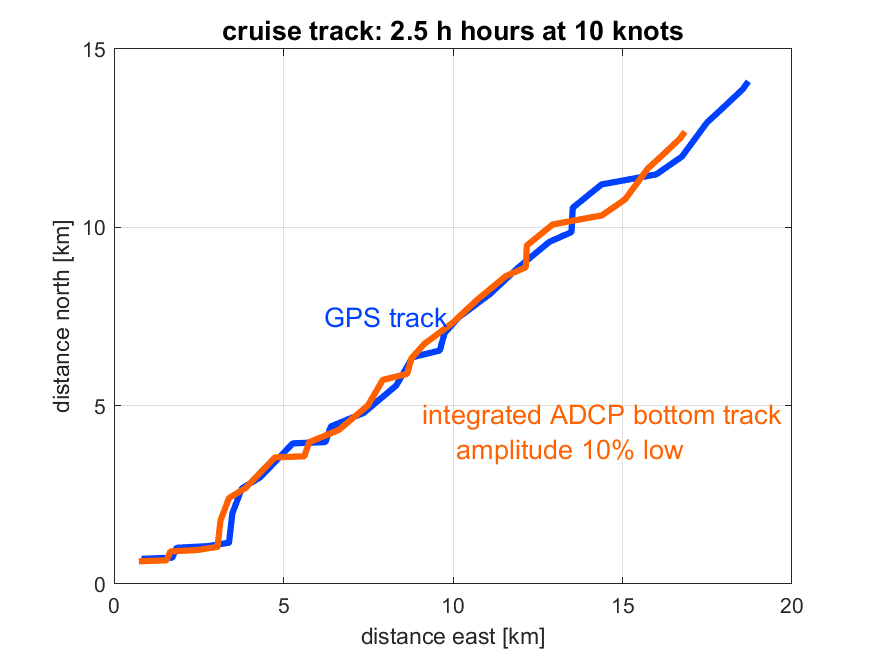 cruise track: 2.5 h hours at 10 knots
15
10
5
0
distance north [km]
GPS track
integrated ADCP bottom track
amplitude 10% low
0
5
10
15
20
distance east [km]